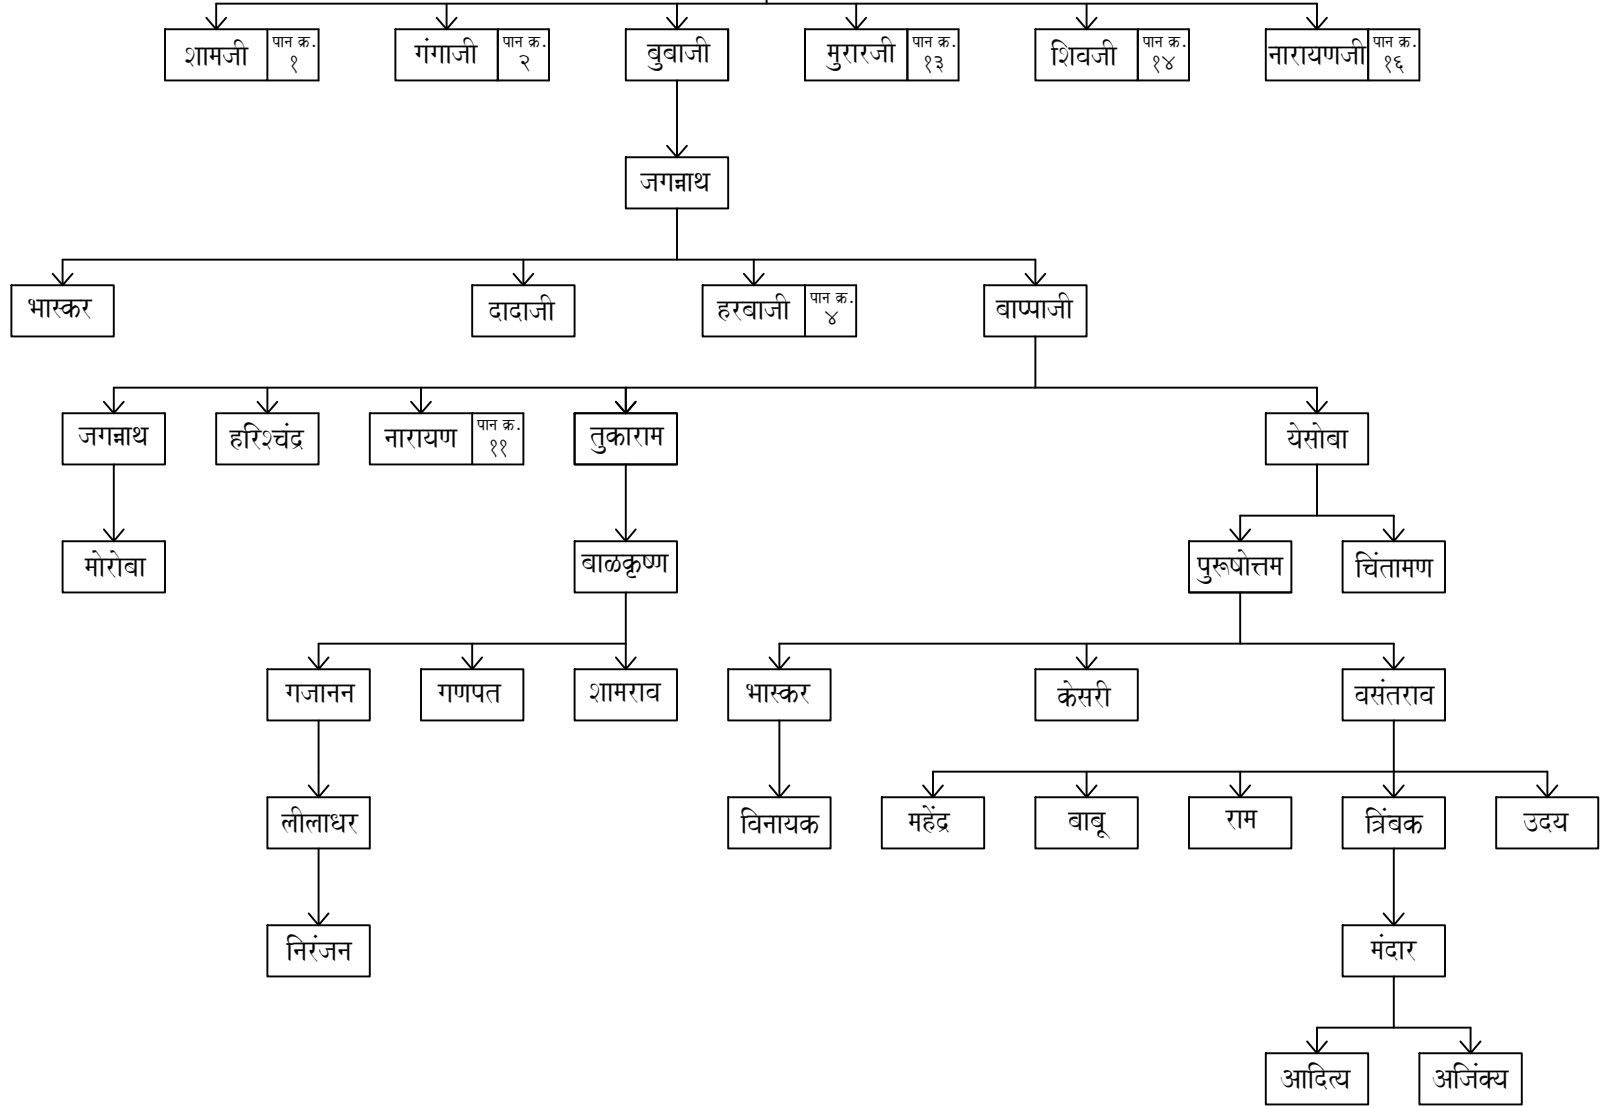 शामजी
पान क्र.
१
गंगाजी
पान क्र.
२
बुबाजी
मुरारजी
पान क्र.
१३
शिवजी
पान क्र.
१४
नारायणजी
पान क्र.
१६
जगन्नाथ
भास्कर
दादाजी
हरबाजी
पान क्र.
४
बाप्पाजी
जगन्नाथ
हरिश्चंद्र
नारायण
पान क्र.
११
तुकाराम
येसोबा
मोरोबा
बाळकृष्ण
पुरूषोत्तम
चिंतामण
गजानन
गणपत
शामराव
भास्कर
केसरी
वसंतराव
लीलाधर
विनायक
महेंद्र
बाबू
राम
त्रिंबक
उदय
निरंजन
मंदार
आदित्य
अजिंक्य